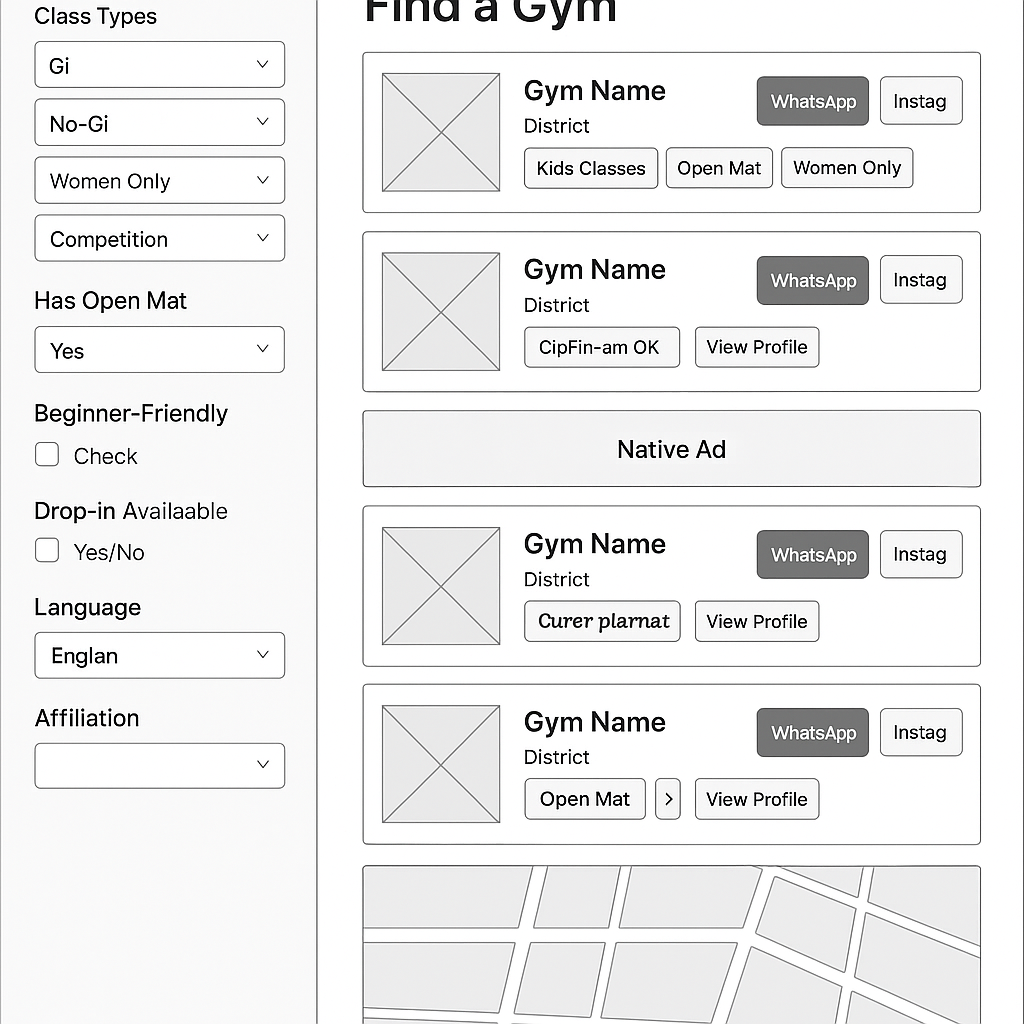 Class Types
Gi
No-Gi
Women Only
Competition
Has Open Mat
Yes
Beginner-Friendly
Check
Drop-in Availaable
Yes/No
Language
Englan
Affiliation
Find a Gym
Gym Name
WhatsApp
Instag
District
Kids Classes
Open Mat
Women Only
Gym Name
WhatsApp
Instag
District
CipFin-am OK
View Profile
Native Ad
Gym Name
WhatsApp
Instag
District
Curer plarnat
View Profile
Gym Name
WhatsApp
Instag
District
Open Mat
>
View Profile